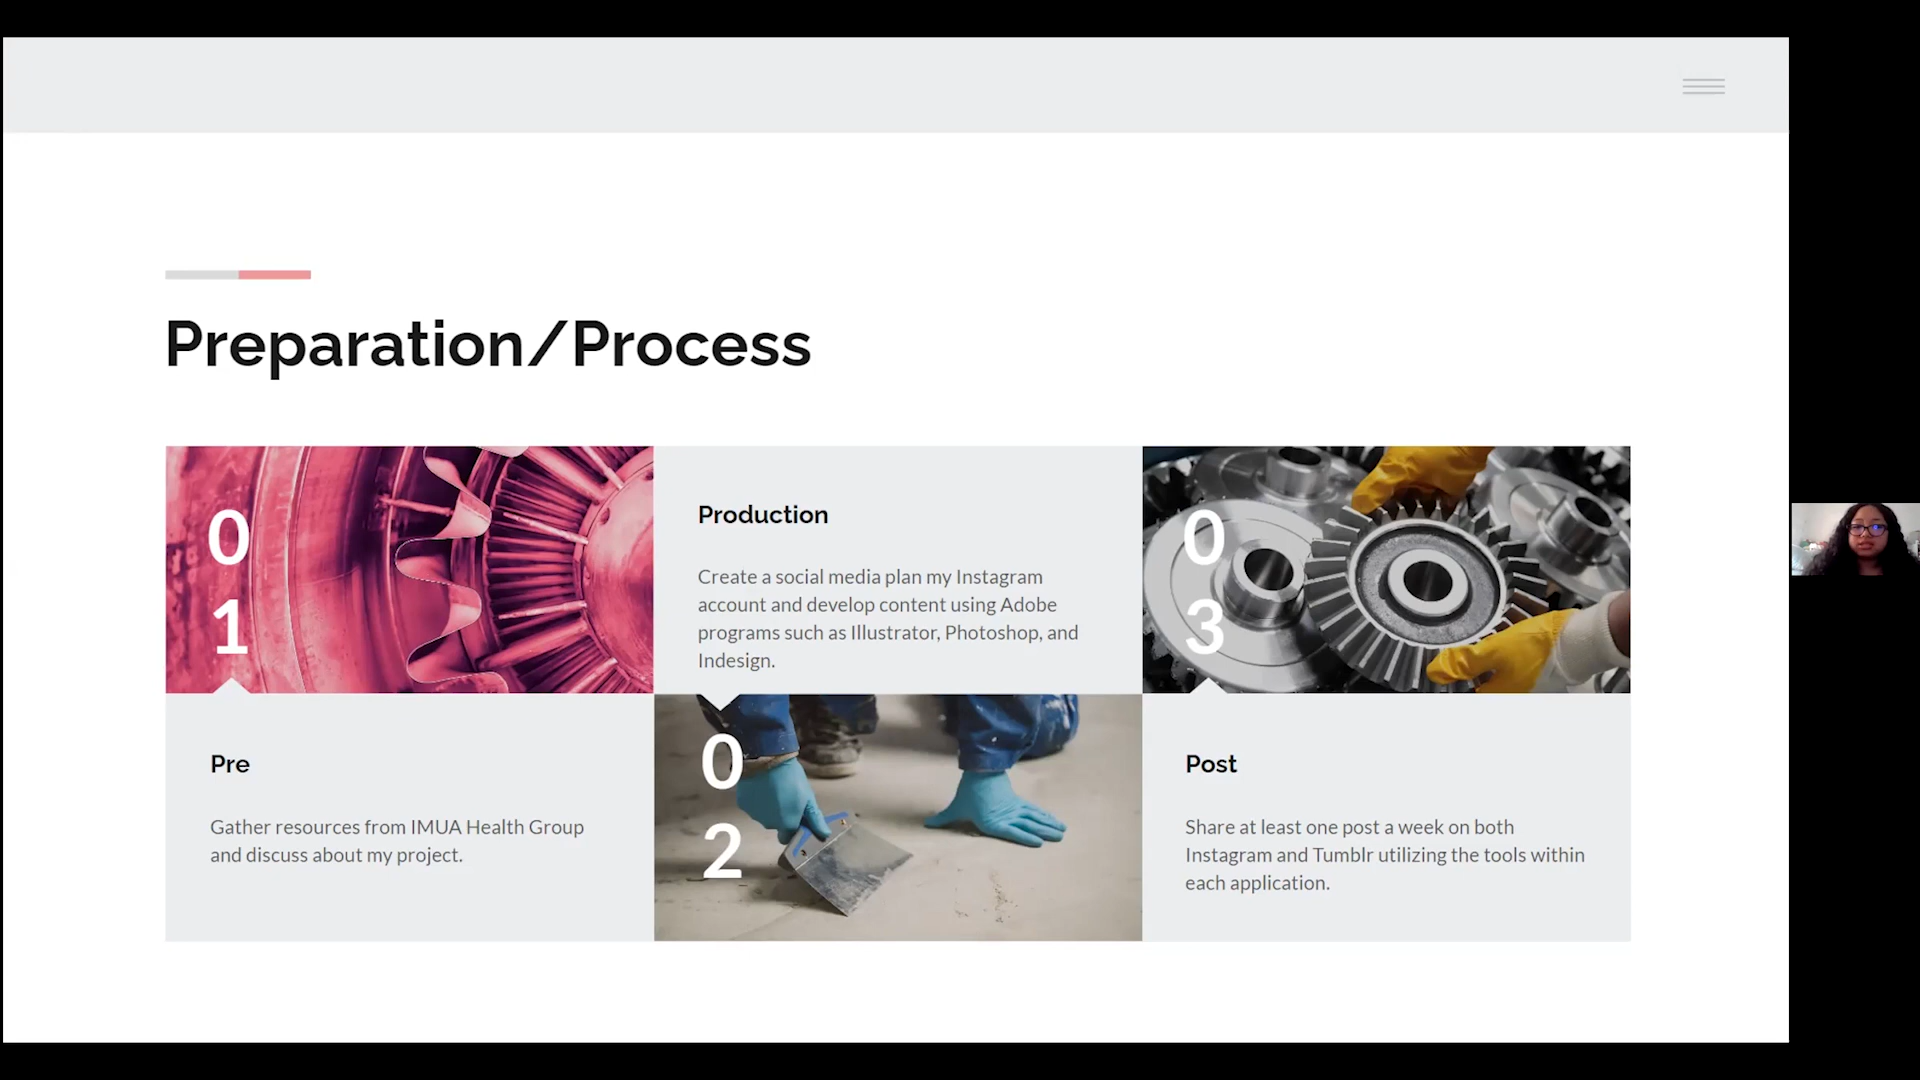 Preparation/Process
0
1
Pre
Gather resources from IMUA Health Group
and discuss about my project.
Production
Create a social media plan my Instagram
account and develop content using Adobe
programs such as Illustrator, Photoshop, and
Indesign.
0
2
0
3
Post
Share at least one post a week on both
Instagram and Tumblr utilizing the tools within
each application.